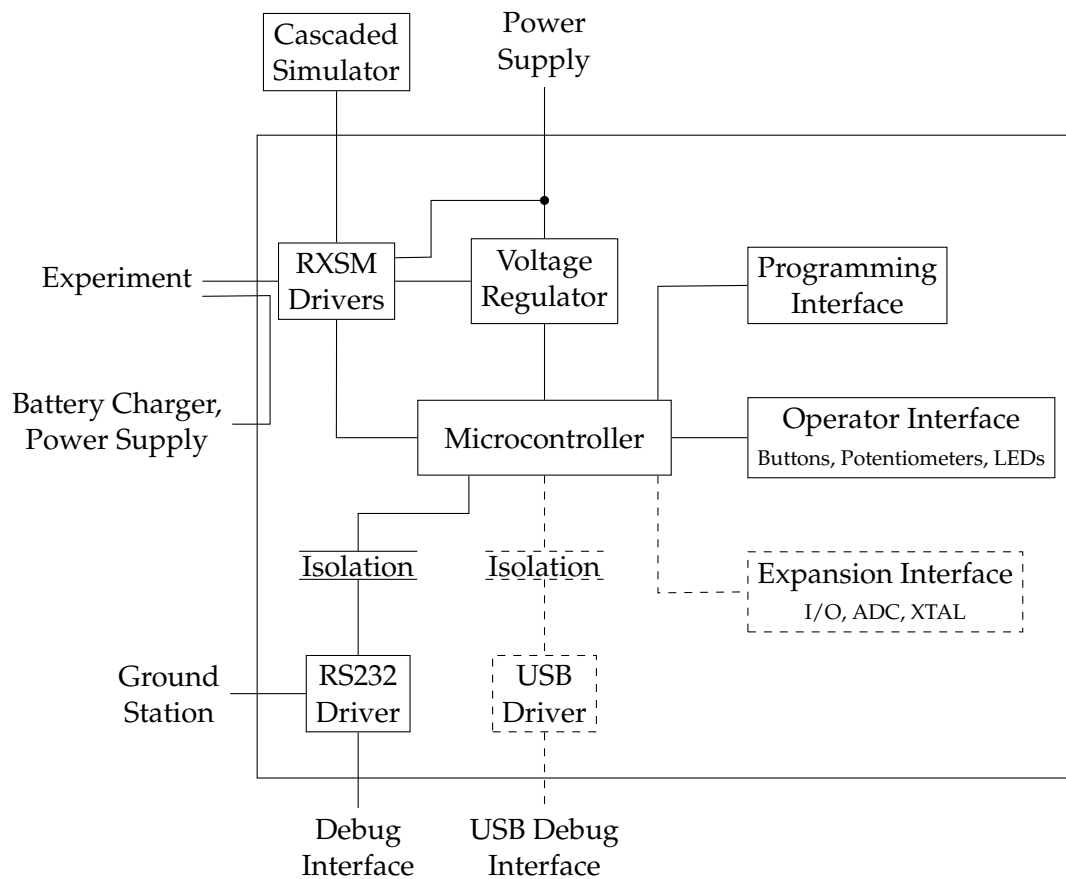 Cascaded
Simulator
Power
Supply
Experiment
RXSM
Drivers
Voltage
Regulator
Programming
Interface
Battery Charger,
Power Supply
Microcontroller
Operator Interface
Buttons, Potentiometers, LEDs
Isolation
Isolation
Expansion Interface
I/O, ADC, XTAL
Ground
Station
RS232
Driver
USB
Driver
Debug
Interface
USB Debug
Interface